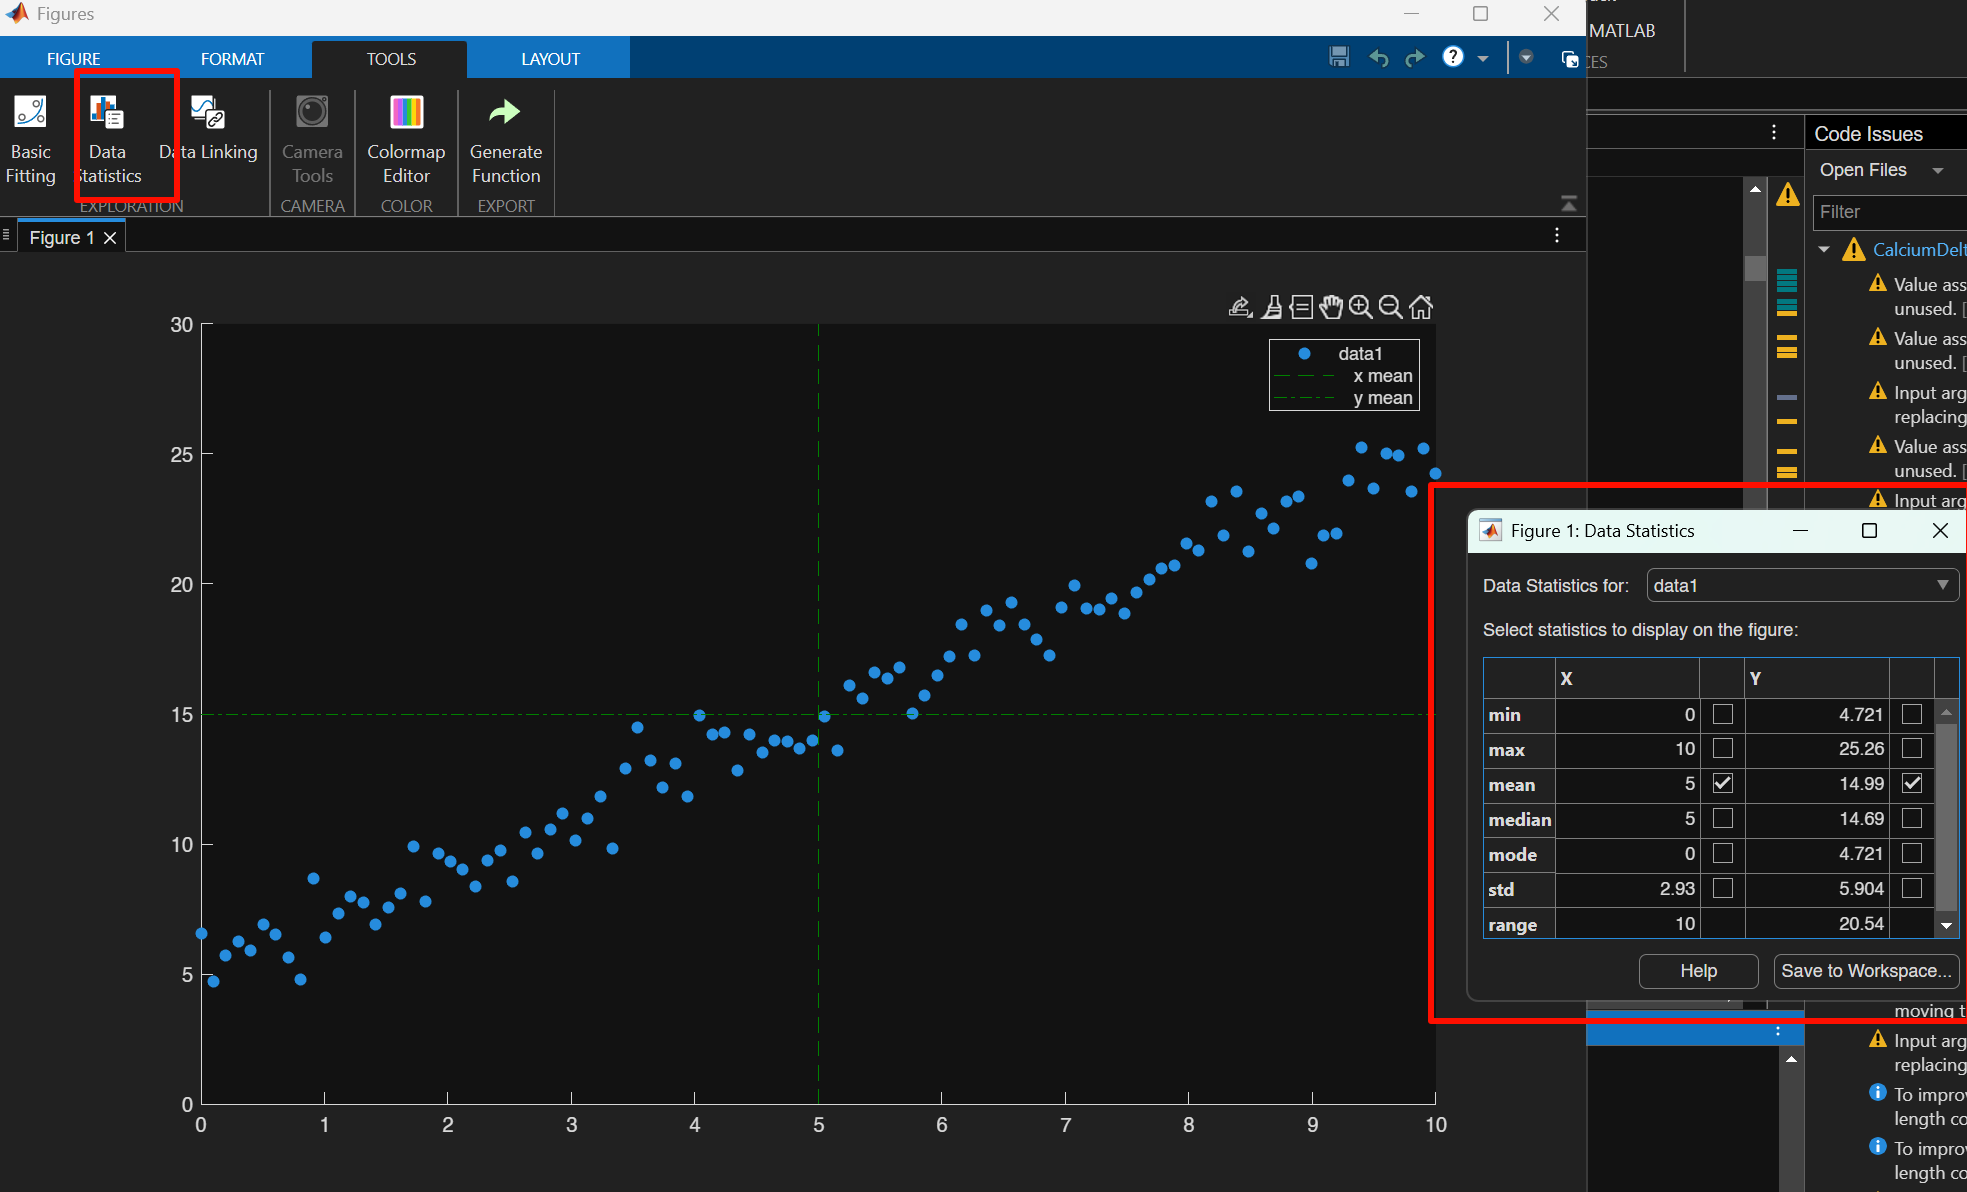 Figures
FIGURE
FORMAT
TOOLS
LAYOUT
?
MATLAB
CES
Basic
Fitting
Data
Statistics
Data Linking
Camera
Tools
Colormap
Editor
Generate
Function
EXPLORATION
CAMERA
COLOR
EXPORT
Code Issues
Open Files
Filter
Figure 1
CalciumDelt
Value ass
unused. [
Value ass
unused. [
Input arg
replacing
Value ass
unused. [
Input arg
data1
x mean
y mean
30
25
20
15
10
5
0
0 1 2 3 4 5 6 7 8 9 10
Figure 1: Data Statistics
Data Statistics for: data1
Select statistics to display on the figure:
X Y
min 0 4.721
max 10 25.26
mean 5 14.99
median 5 14.69
mode 0 4.721
std 2.93 5.904
range 10 20.54
Help Save to Workspace...
moving t
Input arg
replacing
To improv
length co
To improv
length co